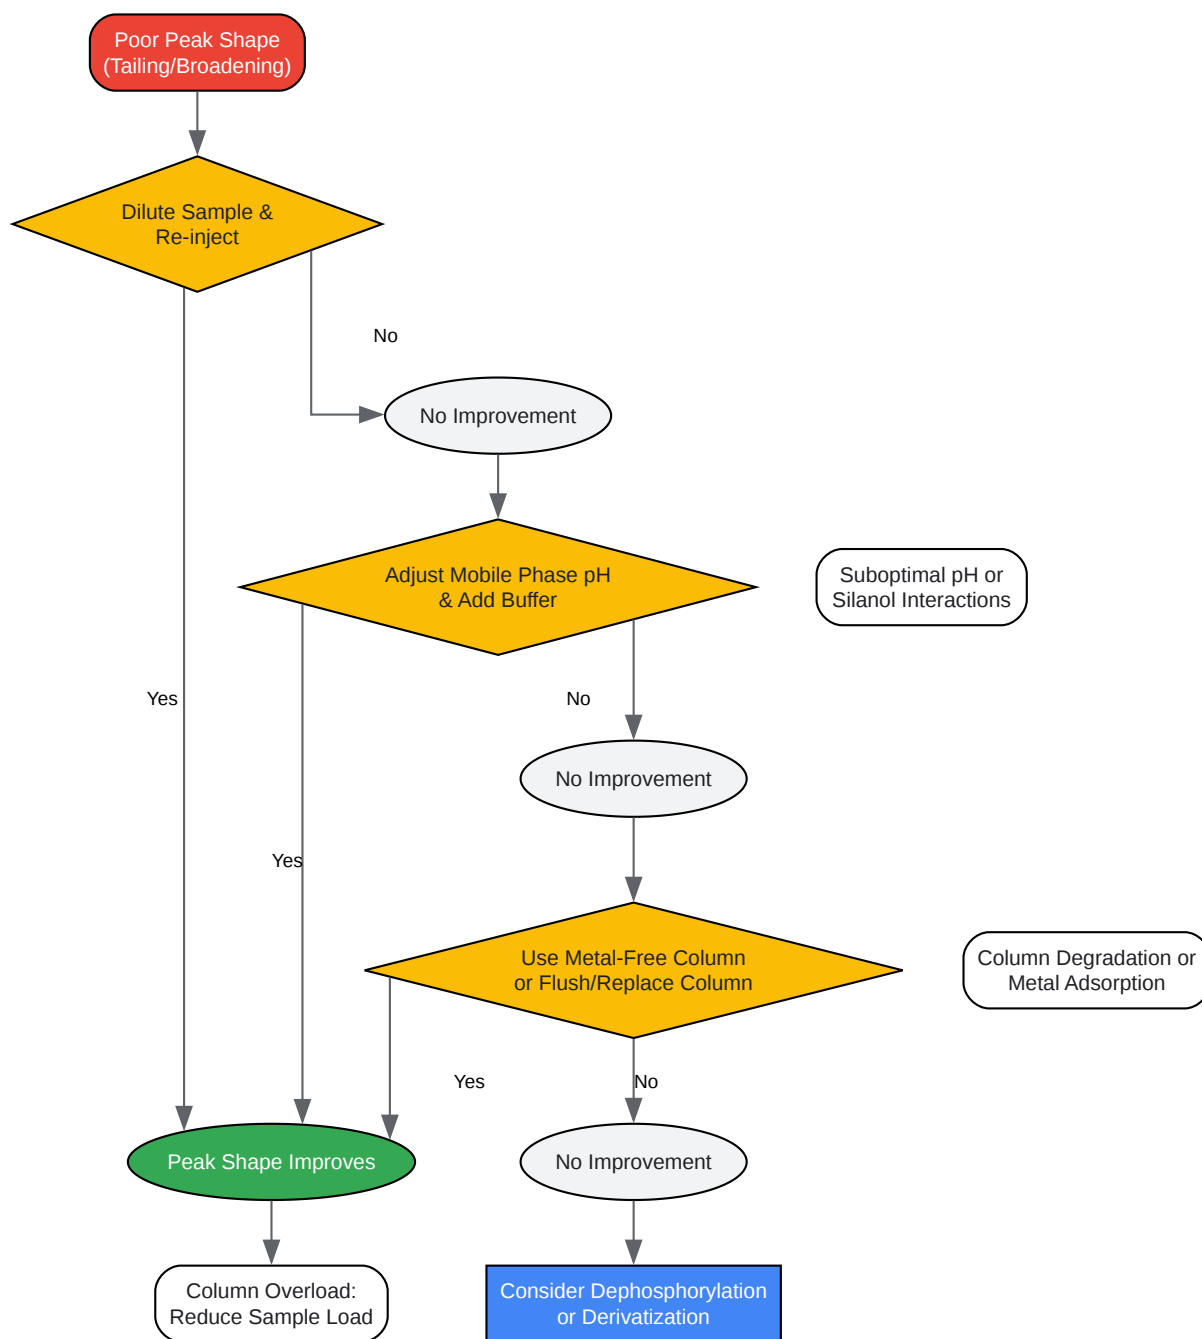 Poor Peak Shape
(Tailing/Broadening)
Dilute Sample &
Re-inject
No
No Improvement
Adjust Mobile Phase pH
& Add Buffer
Suboptimal pH or
Silanol Interactions
Yes
No
No Improvement
Yes
Use Metal-Free Column
or Flush/Replace Column
Column Degradation or
Metal Adsorption
Yes
No
Peak Shape Improves
No Improvement
Column Overload:
Reduce Sample Load
Consider Dephosphorylation
or Derivatization